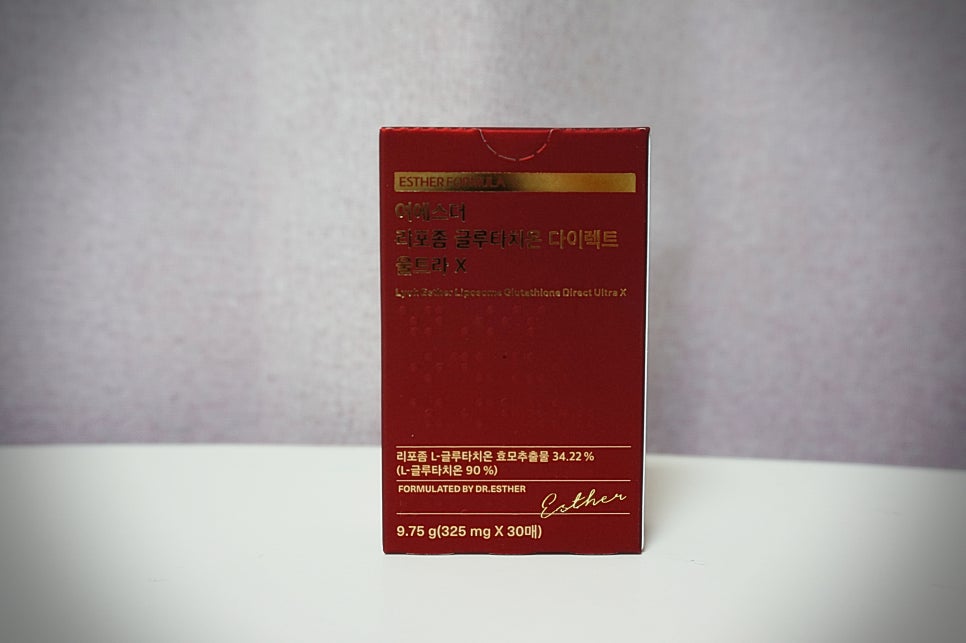 ESTHER FORMULA
여에스더
리포좀 글루타치온 다이렉트
울트라 X
Lyuh Esther Liposome Glutathione Direct Ultra X
리포좀 L-글루타치온 효모추출물 34.22 %
(L-글루타치온 90 %)
FORMULATED BY DR.ESTHER
Esther
9.75 g(325 mg X 30매)